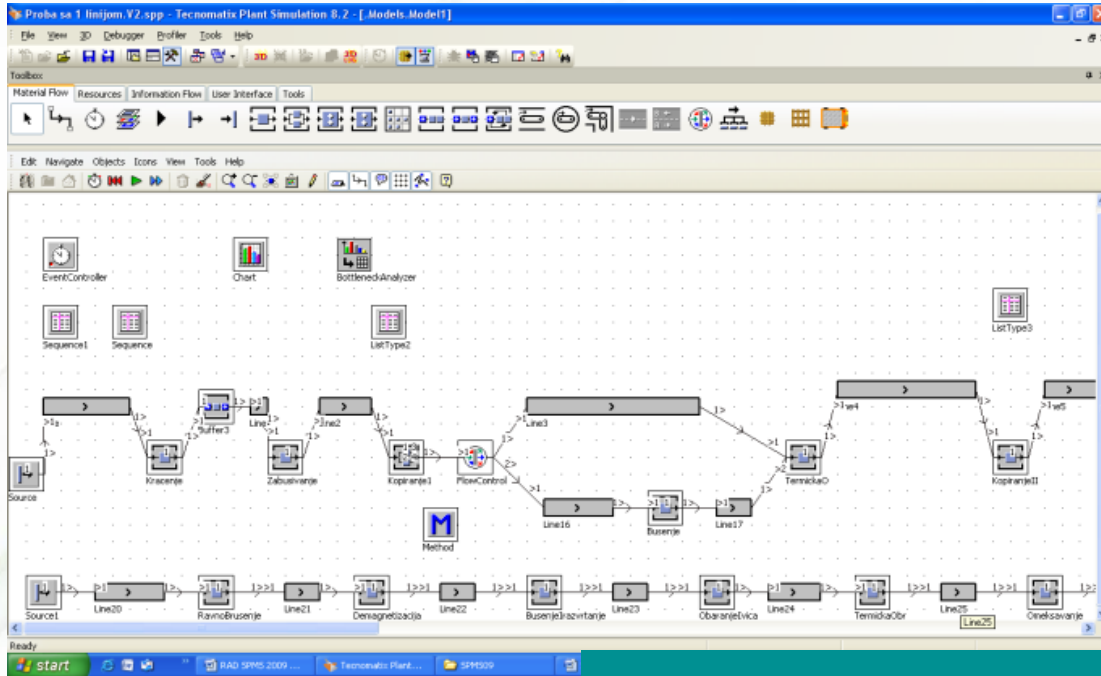 Proba sa 1 linijom.V2.spp - Tecnomatix Plant Simulation 8.2 - [.Models.Model1]
File View 3D Debugger Profiler Tools Help
Toolbox
Material Flow Resources Information Flow User Interface Tools
Edit Navigate Objects Icons View Tools Help
EventController Chart BottleneckAnalyzer
Sequence1 Sequence ListType2 ListType3
Buffer3 Line
Line3
Source Kracenje Zabusivanje Kopiranje1 FlowControl TermickaO KopiranjeII
Line16 Busenje Line17
Method
Source1 Line20 RavnoBrusenje Line21 Demagnetizacija Line22 BusenjeIrazvrtanje Line23 ObaranjeIvica Line24 TermickaObr Line25 Omeksavanje
Line25
Ready
start RAD SPMS 2009 ... Tecnomatix Plant... SPMS09